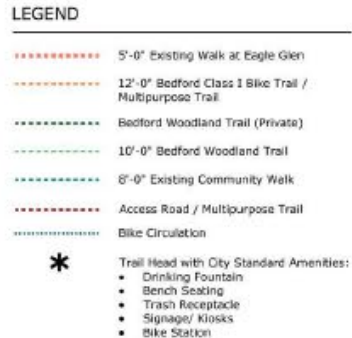 LEGEND
5'-0" Existing Walk at Eagle Glen
12'-0" Bedford Class I Bike Trail /
Multipurpose Trail
Bedford Woodland Trail (Private)
10'-0" Bedford Woodland Trail
8'-0" Existing Community Walk
Access Road / Multipurpose Trail
Bike Circulation
Trail Head with City Standard Amenities:
• Drinking Fountain
• Bench Seating
• Trash Receptacle
• Signage/ Kiosks
• Bike Station